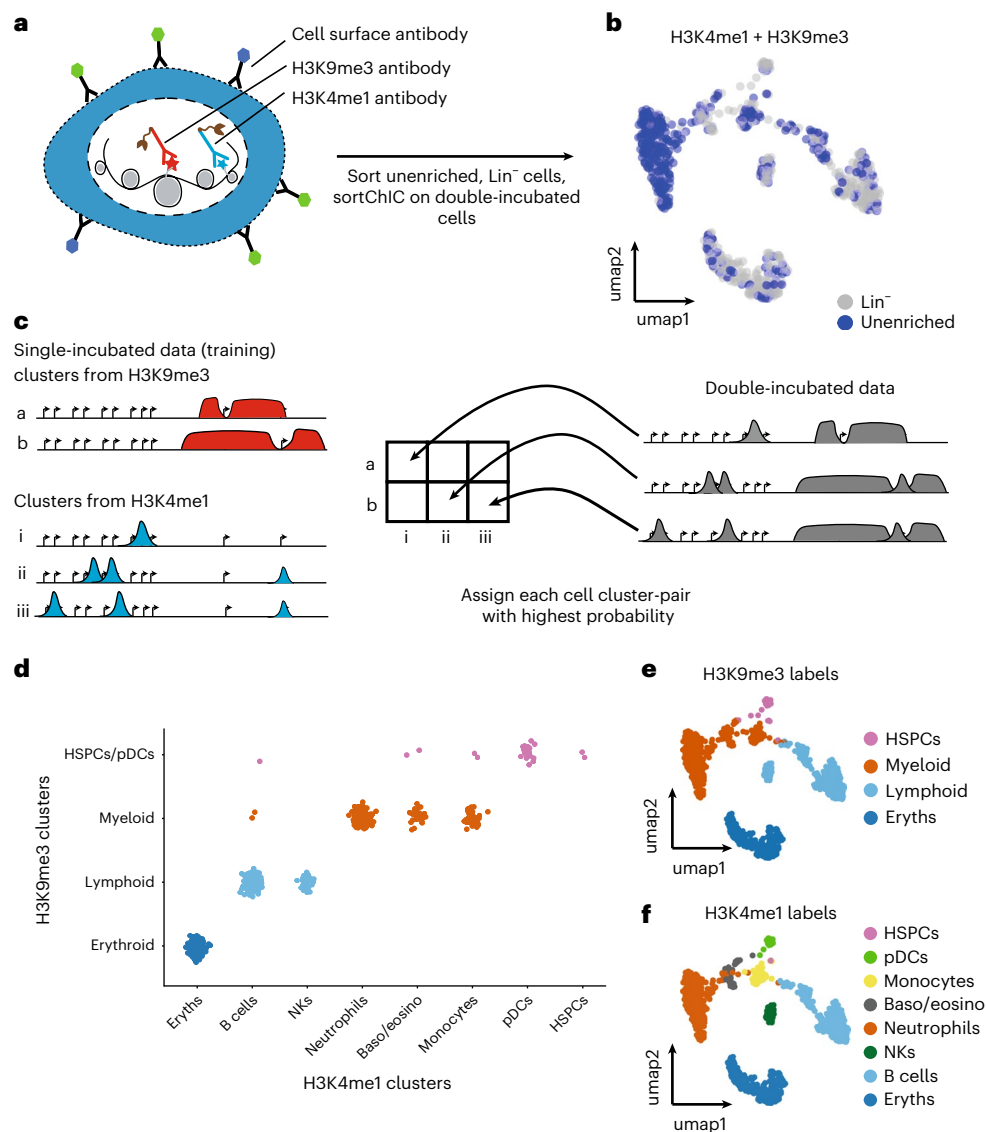 a
Cell surface antibody
H3K9me3 antibody
H3K4me1 antibody
Sort unenriched, Lin⁻ cells,
sortChIC on double-incubated
cells
b
H3K4me1 + H3K9me3
umap2
umap1
Lin⁻
Unenriched
c
Single-incubated data (training)
clusters from H3K9me3
a
b
Clusters from H3K4me1
i
ii
iii
a
b
i
ii
iii
Double-incubated data
Assign each cell cluster-pair
with highest probability
d
H3K9me3 clusters
HSPCs/pDCs
Myeloid
Lymphoid
Erythroid
Eryths
B cells
NKs
Neutrophils
Baso/eosino
Monocytes
pDCs
HSPCs
H3K4me1 clusters
e
H3K9me3 labels
umap2
umap1
HSPCs
Myeloid
Lymphoid
Eryths
f
H3K4me1 labels
umap2
umap1
HSPCs
pDCs
Monocytes
Baso/eosino
Neutrophils
NKs
B cells
Eryths